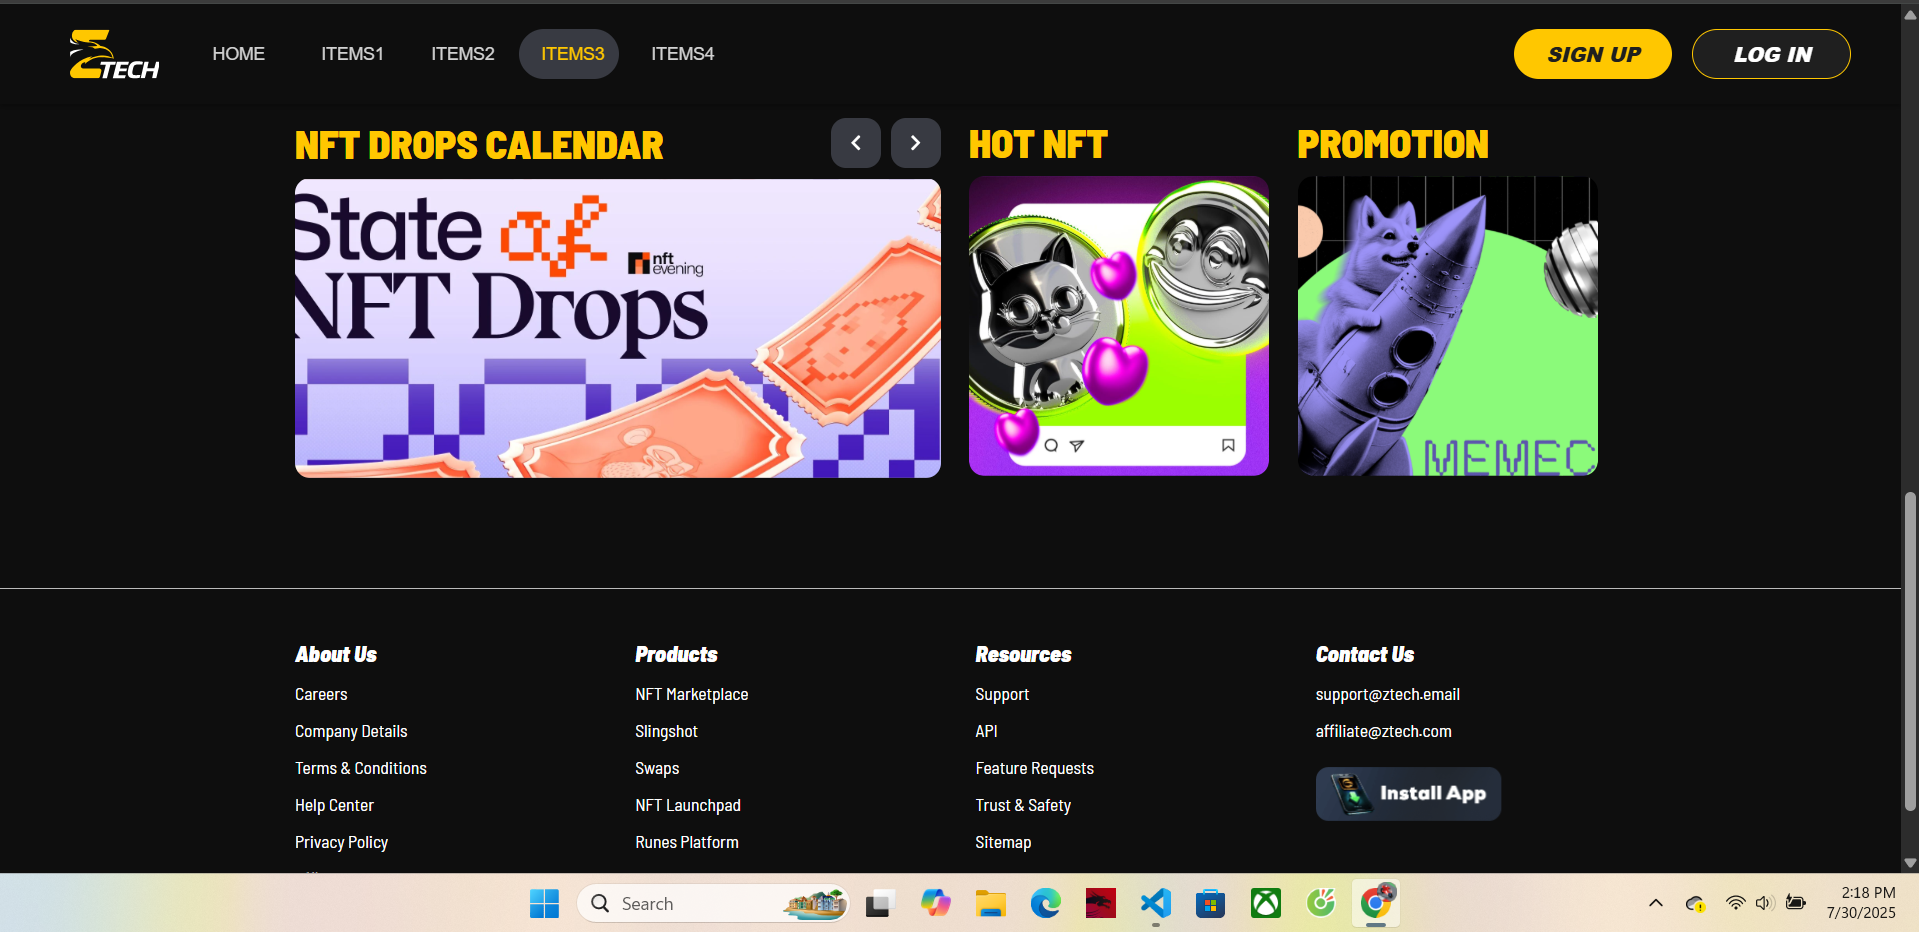 ZTECH
HOME ITEMS1 ITEMS2 ITEMS3 ITEMS4 SIGN UP LOG IN
NFT DROPS CALENDAR
State of
nft
evening
NFT Drops
HOT NFT
PROMOTION
MEMEC
About Us
Careers
Company Details
Terms & Conditions
Help Center
Privacy Policy
Products
NFT Marketplace
Slingshot
Swaps
NFT Launchpad
Runes Platform
Resources
Support
API
Feature Requests
Trust & Safety
Sitemap
Contact Us
support@ztech.email
affiliate@ztech.com
Install App
Search
2:18 PM
7/30/2025